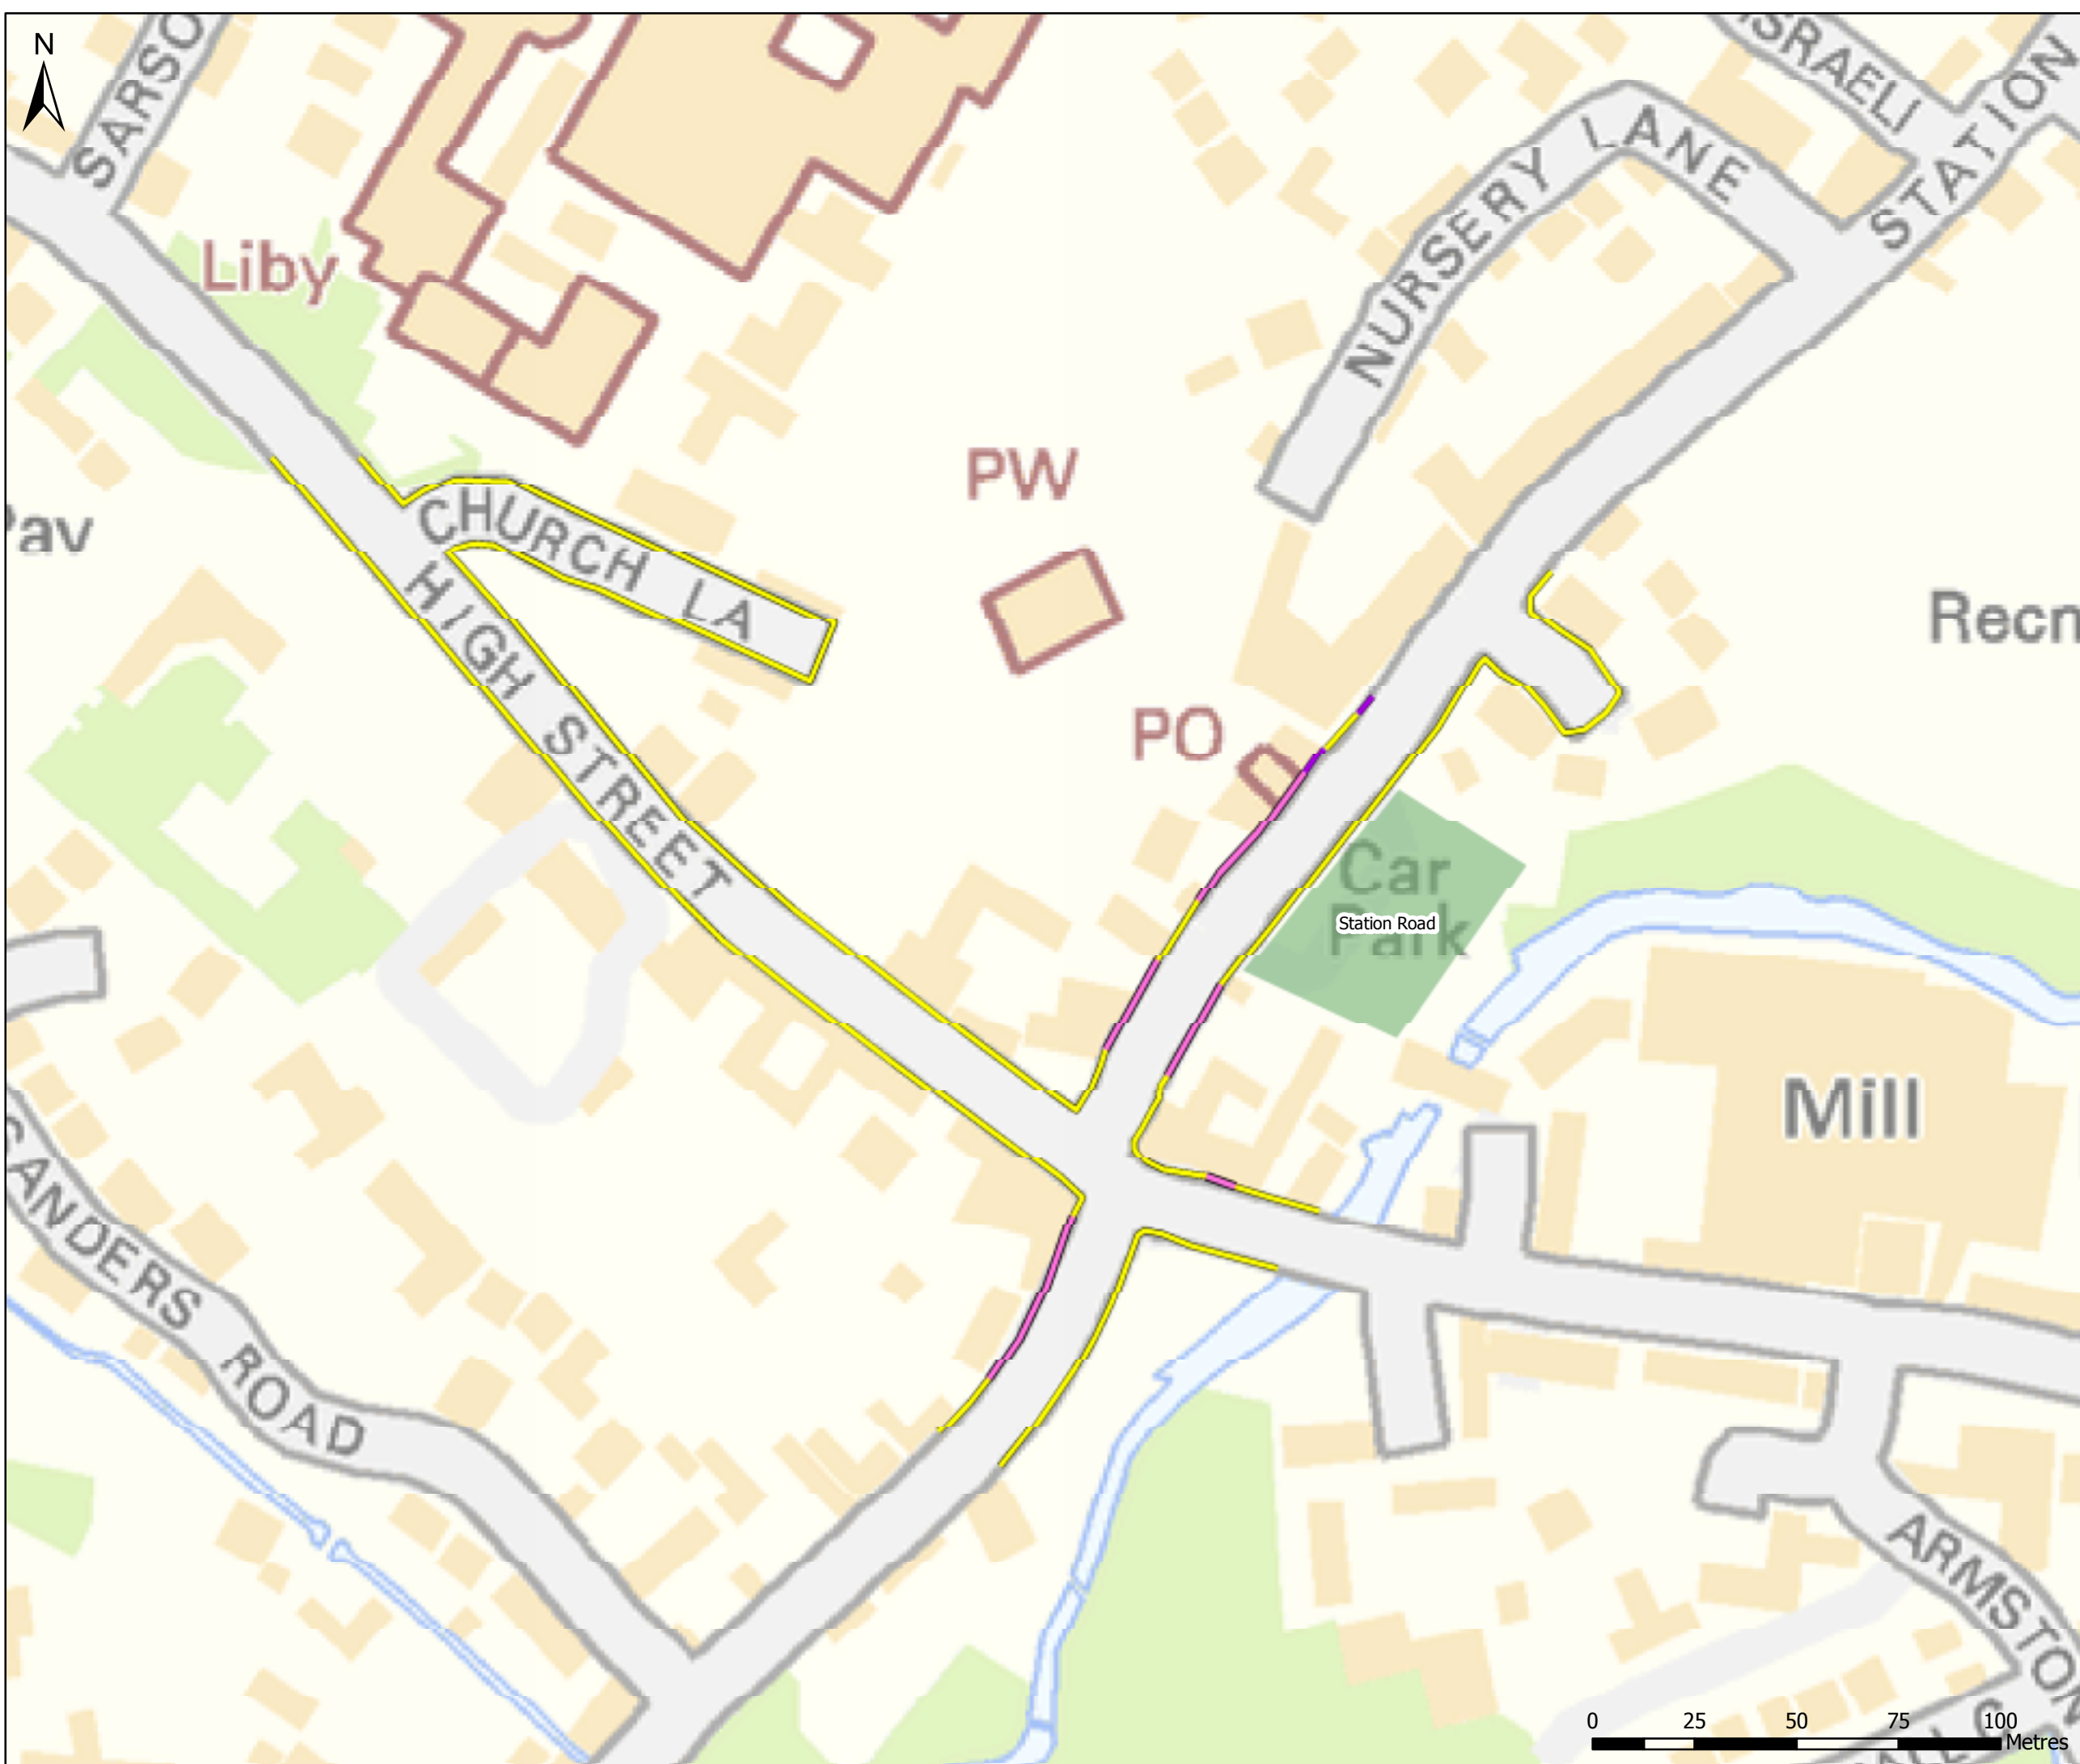 N
SARSO
ISRAELI
STATION
NURSERY LANE
Liby
PW
CHURCH LA
HIGH STREET
PO
Recn
Car
Park
Station Road
Mill
SANDERS ROAD
ARMSTON
0 25 50 75 100
Metres